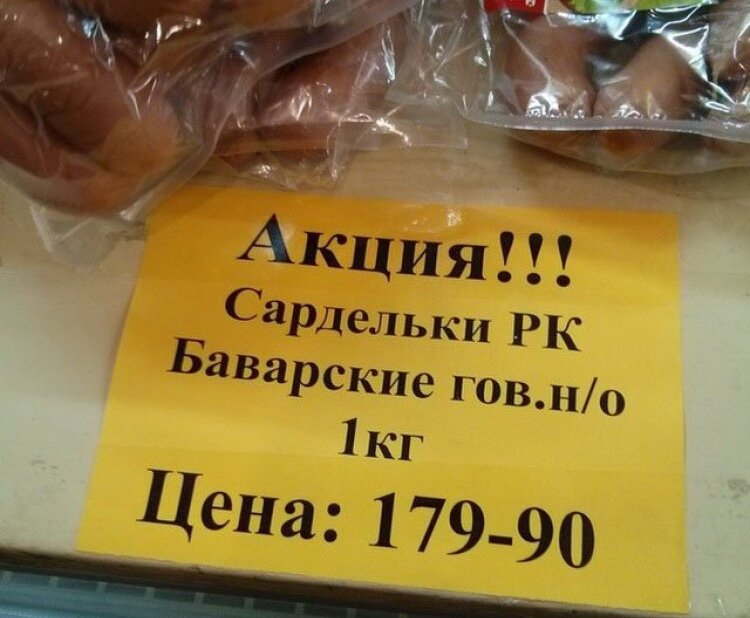 Акция!!!
Сардельки РК
Баварские гов.н/о
1кг
Цена: 179-90